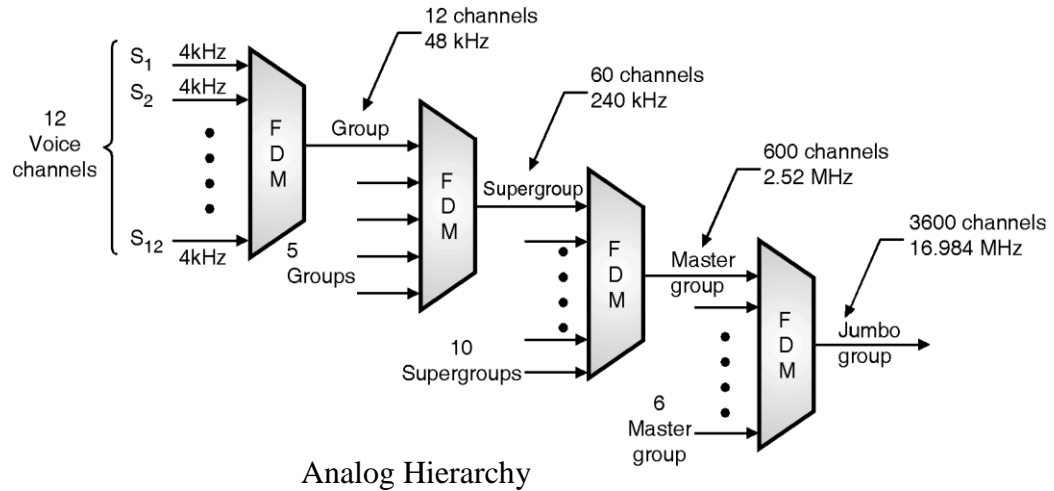 12 channels
48 kHz
S1 4kHz
S2 4kHz
12
Voice
channels
S12
4kHz
F
D
M
Group
5
Groups
F
D
M
60 channels
240 kHz
Supergroup
10
Supergroups
F
D
M
600 channels
2.52 MHz
Master
group
6
Master
group
F
D
M
3600 channels
16.984 MHz
Jumbo
group
Analog Hierarchy